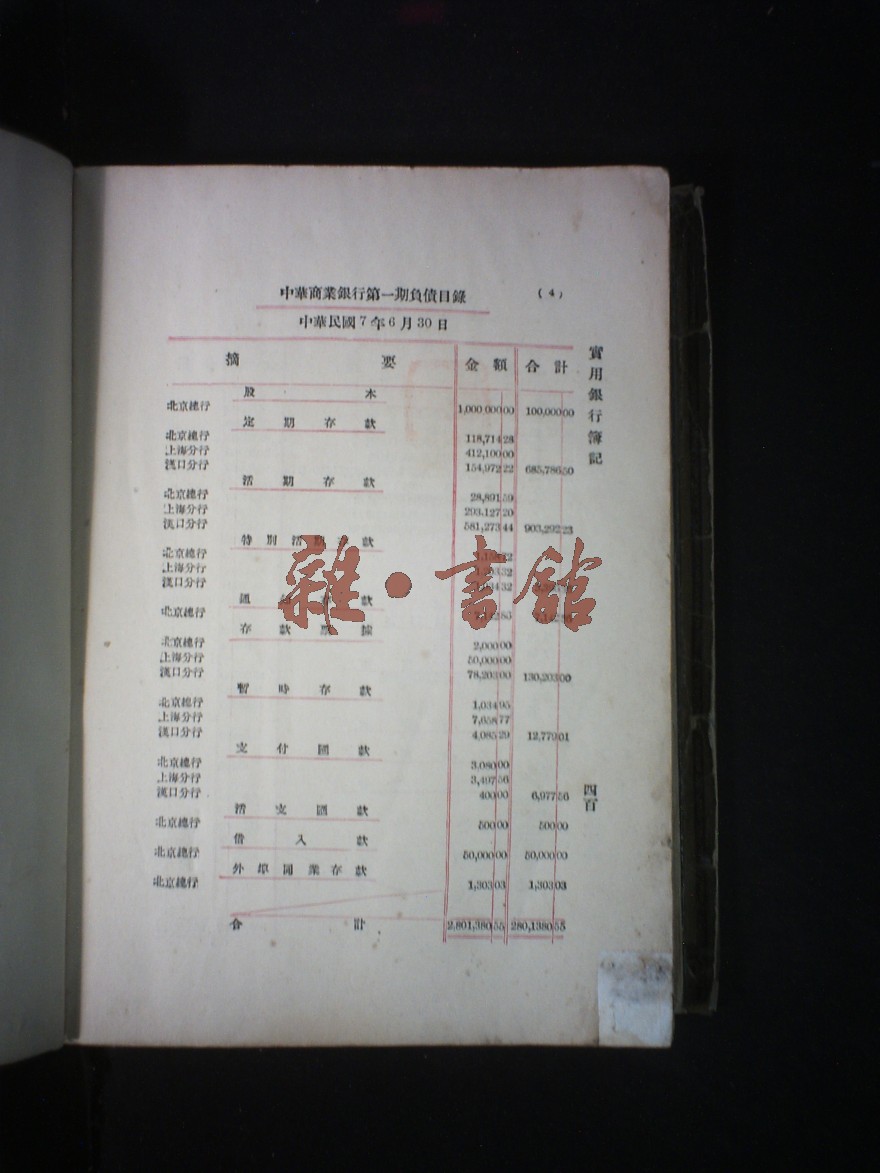 中華商業銀行第一期負債目錄 (4)
中華民國7年6月30日
摘 要 金額 合計
股 本
北京總行 1,000 000 00 100,000 00
定期存款
北京總行 118,714 28
上海分行 412,100 00
漢口分行 154,972 22 685,786 50
活期存款
北京總行 28,891 59
上海分行 293,127 20
漢口分行 581,273 44 903,292 23
特別活期存款
北京總行
上海分行
漢口分行
款
北京總行
存款票據
北京總行 2,000 00
上海分行 50,000 00
漢口分行 78,203 00 130,203 00
暫時存款
北京總行 1,034 95
上海分行 7,658 77
漢口分行 4,085 29 12,779 01
支付匯款
北京總行 3,080 00
上海分行 3,497 56
漢口分行 400 00 6,977 56
活支匯款
北京總行 500 00 500 00
借入款
北京總行 50,000 00 50,000 00
外埠同業存款
北京總行 1,303 03 1,303 03
合 計 2,801,380 55 280,1380 55
實用銀行簿記
四百
雜·書館